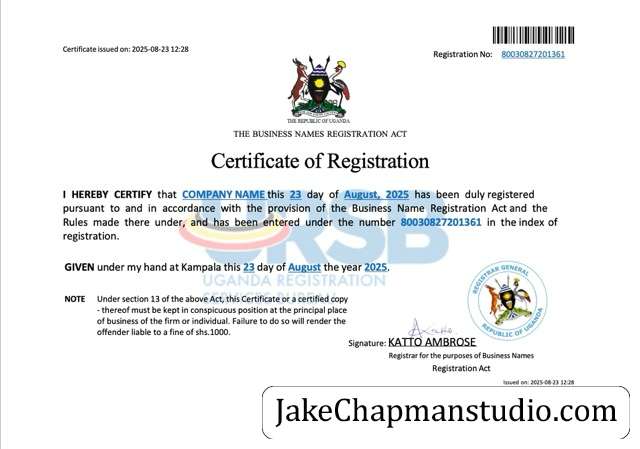 Certificate issued on: 2025-08-23 12:28
Registration No: 80030827201361
THE REPUBLIC OF UGANDA
THE BUSINESS NAMES REGISTRATION ACT
Certificate of Registration
I HEREBY CERTIFY that COMPANY NAME this 23 day of August, 2025 has been duly registered
pursuant to and in accordance with the provision of the Business Name Registration Act and the
Rules made there under, and has been entered under the number 80030827201361 in the index of
registration.
URSB
GIVEN under my hand at Kampala this 23 day of August the year 2025.
UGANDA REGISTRATION
SERVICES BUREAU
NOTE Under section 13 of the above Act, this Certificate or a certified copy
- thereof must be kept in conspicuous position at the principal place
of business of the firm or individual. Failure to do so will render the
offender liable to a fine of shs.1000.
REGISTRAR GENERAL
REPUBLIC OF UGANDA
Signature: KATTO AMBROSE
Registrar for the purposes of Business Names
Registration Act
Issued on: 2025-08-23 12:28
JakeChapmanstudio.com